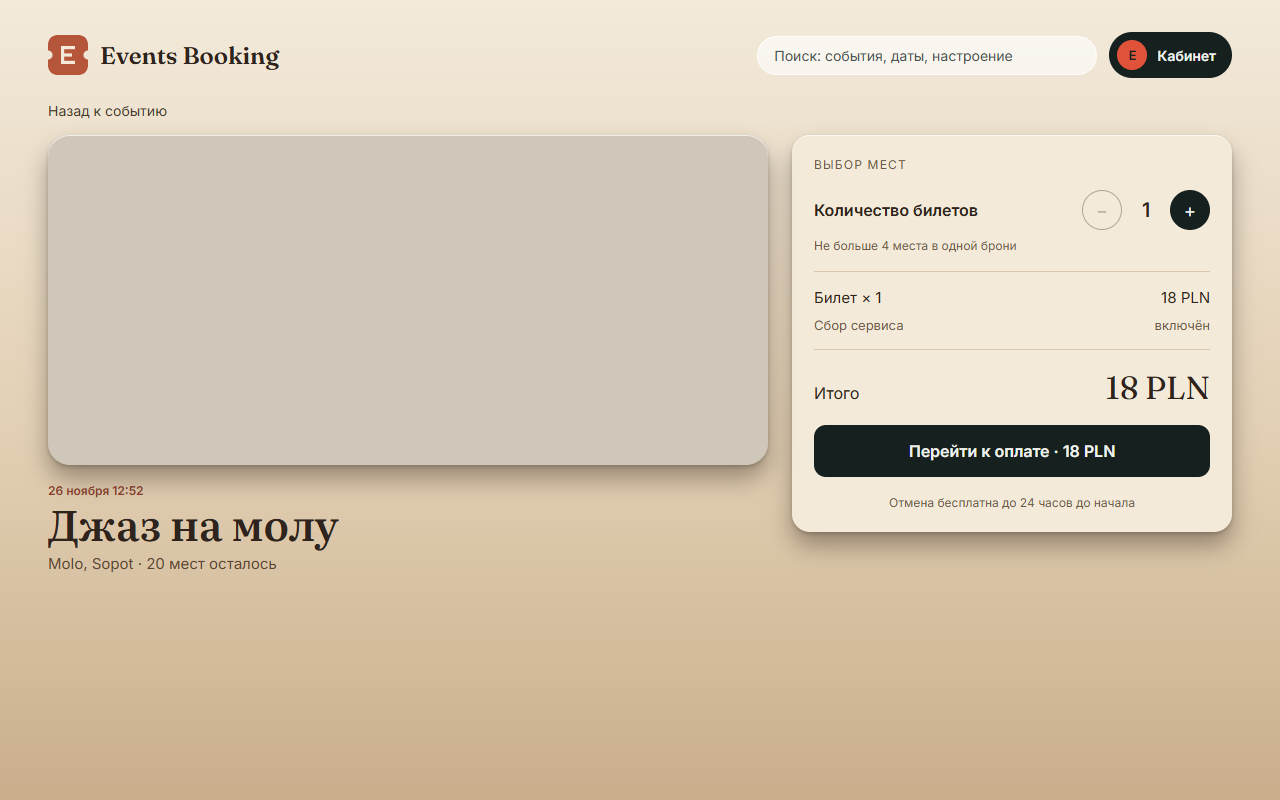 E Events Booking
Поиск: события, даты, настроение
E Кабинет
Назад к событию
ВЫБОР МЕСТ
Количество билетов − 1 +
Не больше 4 места в одной брони
Билет × 1 18 PLN
Сбор сервиса включён
Итого 18 PLN
Перейти к оплате · 18 PLN
Отмена бесплатна до 24 часов до начала
26 ноября 12:52
Джаз на молу
Molo, Sopot · 20 мест осталось